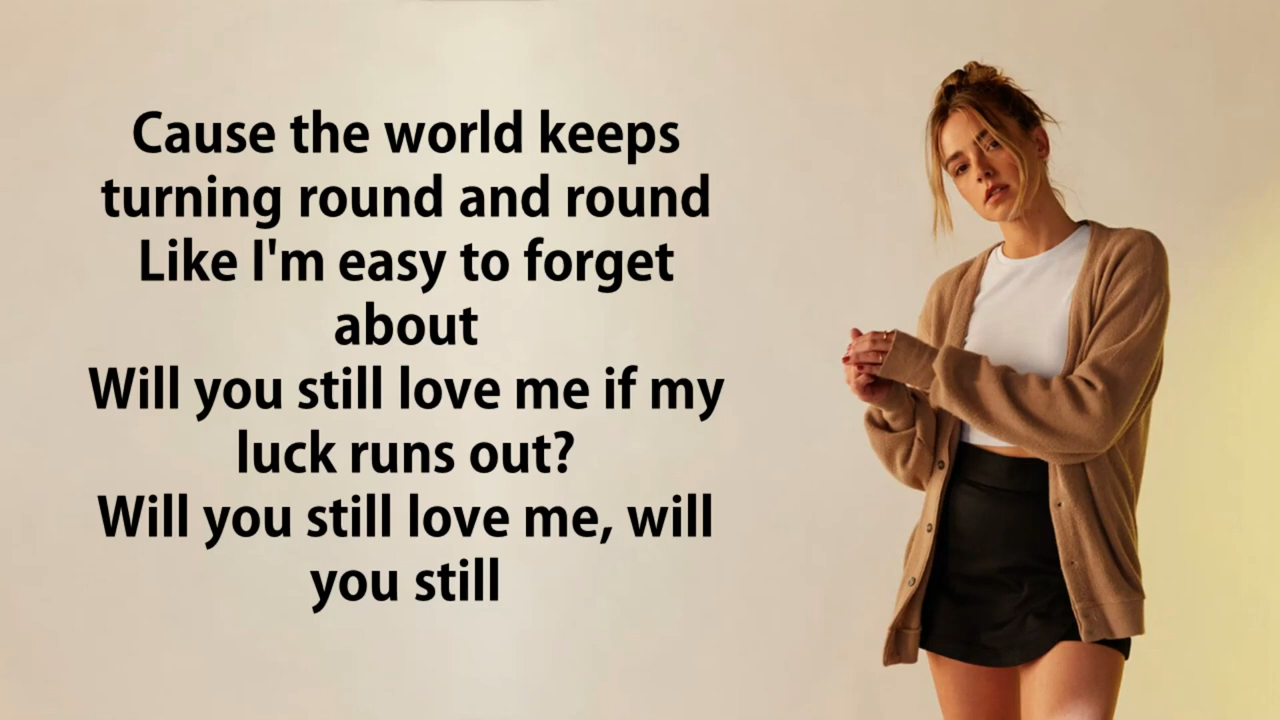 Cause the world keeps
turning round and round
Like I'm easy to forget
about
Will you still love me if my
luck runs out?
Will you still love me, will
you still